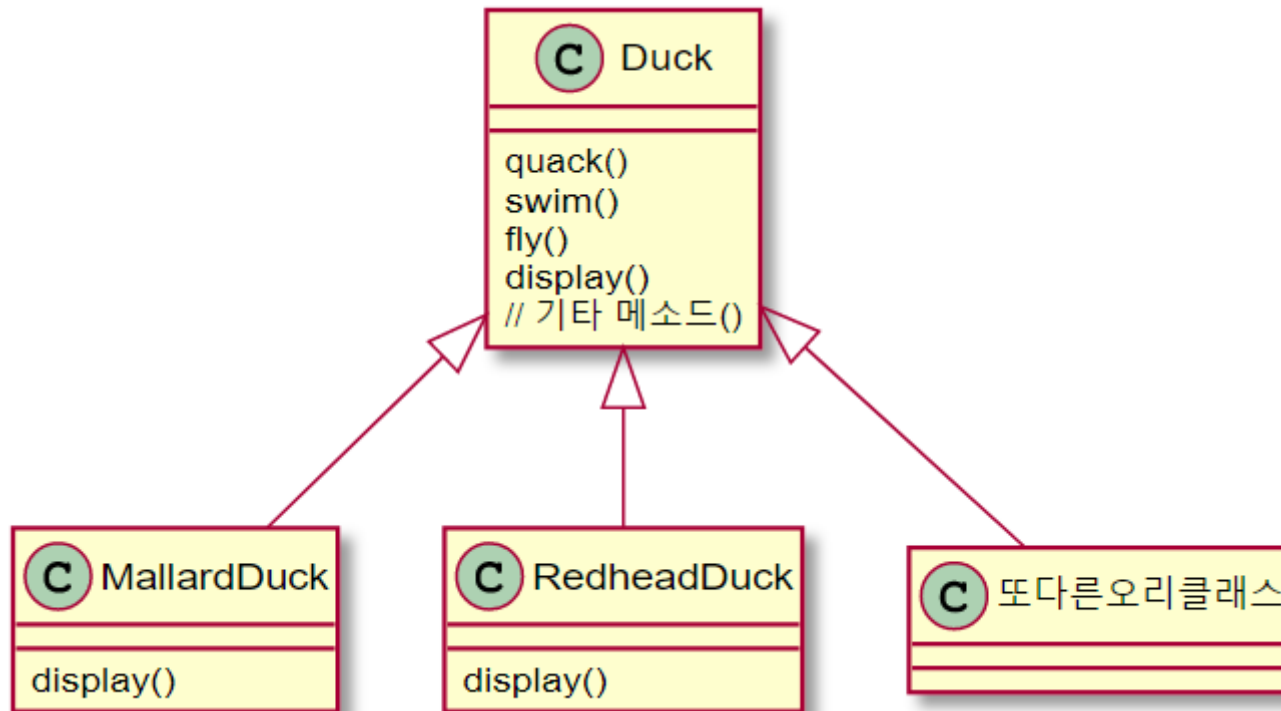 C Duck
quack()
swim()
fly()
display()
// 기타 메소드()
C MallardDuck
display()
C RedheadDuck
display()
C 또다른오리클래스